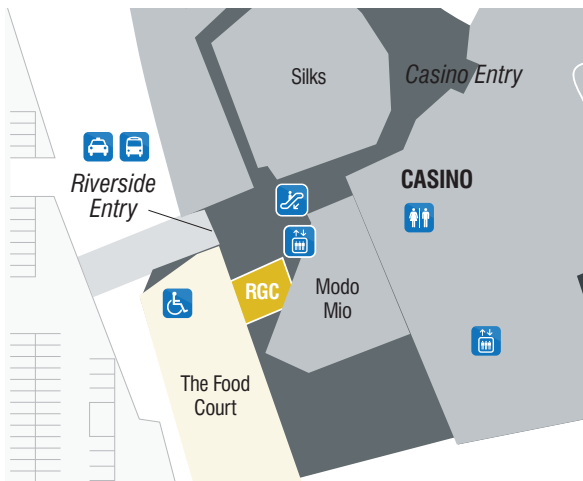 Silks
Casino Entry
Riverside
Entry
CASINO
RGC
Modo
Mio
The Food
Court